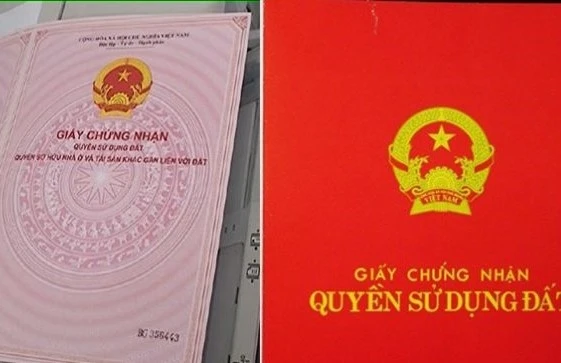 CỘNG HÒA XÃ HỘI CHỦ NGHĨA VIỆT NAM
Độc lập - Tự do - Hạnh phúc
GIẤY CHỨNG NHẬN
QUYỀN SỬ DỤNG ĐẤT
QUYỀN SỞ HỮU NHÀ Ở VÀ TÀI SẢN KHÁC GẮN LIỀN VỚI ĐẤT
BG 356443
VIỆT NAM
GIẤY CHỨNG NHẬN
QUYỀN SỬ DỤNG ĐẤT